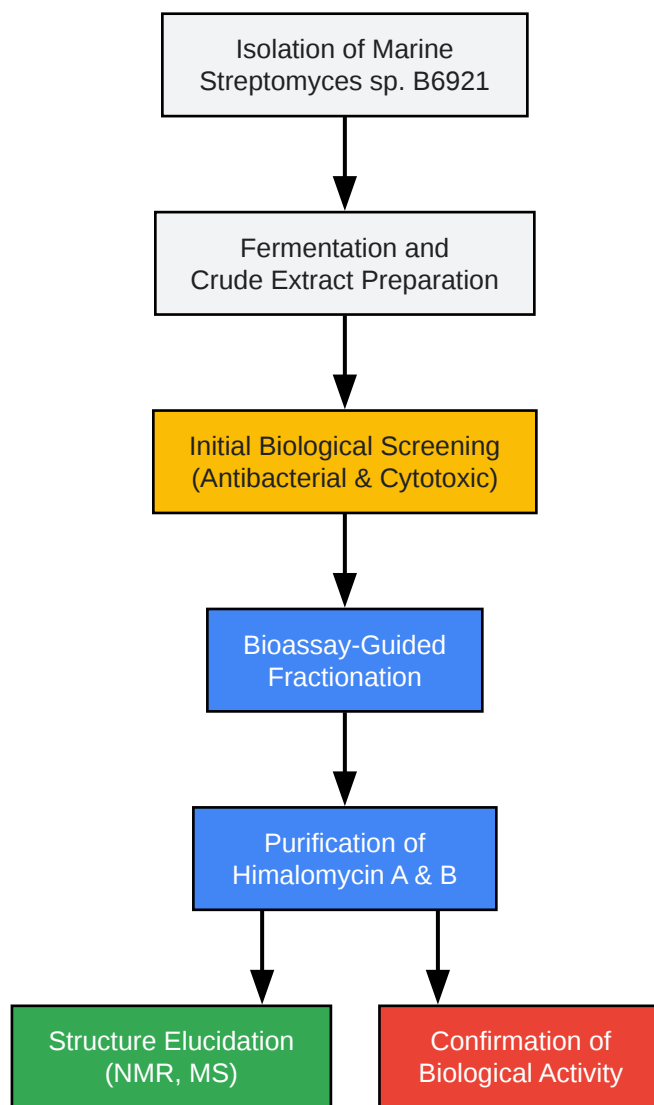 Isolation of Marine
Streptomyces sp. B6921
Fermentation and
Crude Extract Preparation
Initial Biological Screening
(Antibacterial & Cytotoxic)
Bioassay-Guided
Fractionation
Purification of
Himalomycin A & B
Structure Elucidation
(NMR, MS)
Confirmation of
Biological Activity